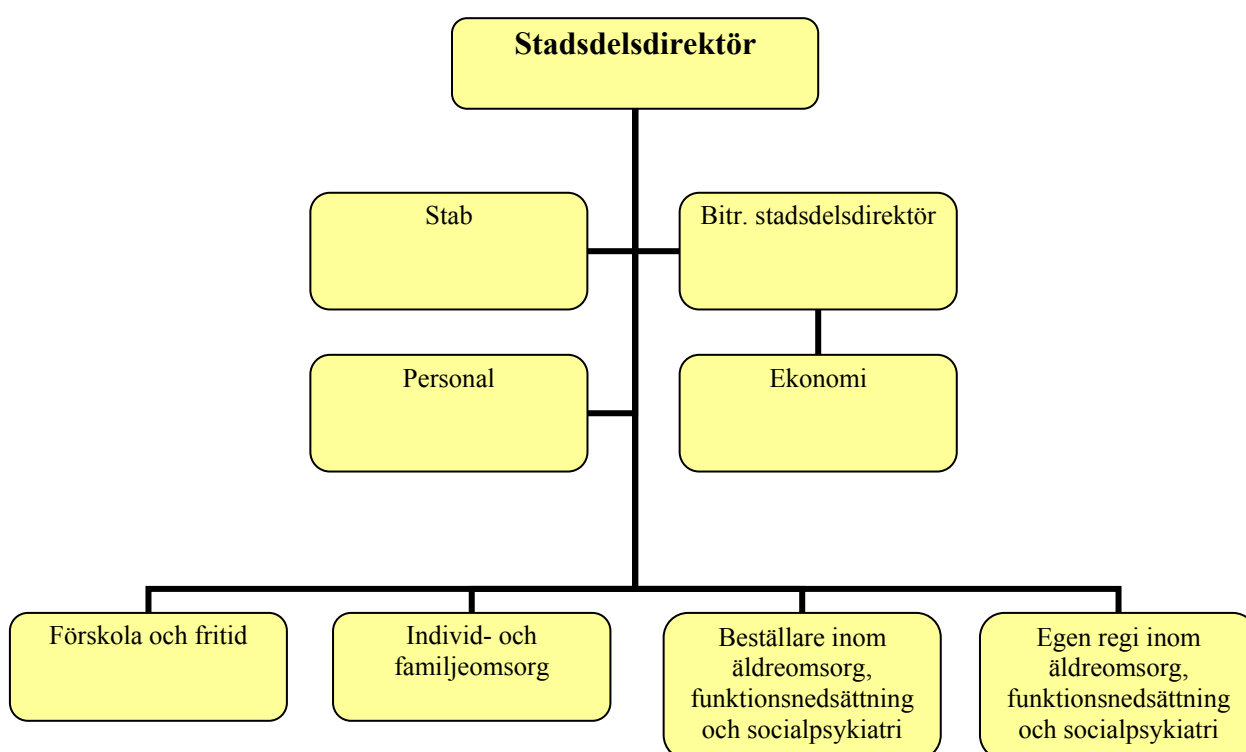 Stadsdelsdirektör
Stab
Bitr. stadsdelsdirektör
Personal
Ekonomi
Förskola och fritid
Individ- och
familjeomsorg
Beställare inom
äldreomsorg,
funktionsnedsättning
och socialpsykiatri
Egen regi inom
äldreomsorg,
funktionsnedsättning
och socialpsykiatri